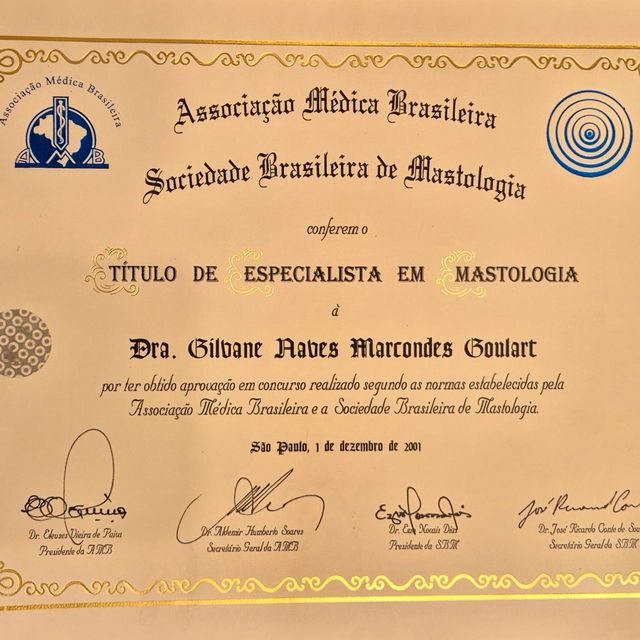 Associação Médica Brasileira
Associação Médica Brasileira
AMB
Sociedade Brasileira de Mastologia
conferem o
TÍTULO DE ESPECIALISTA EM MASTOLOGIA
à
Dra. Gilvane Naves Marcondes Goulart
por ter obtido aprovação em concurso realizado segundo as normas estabelecidas pela
Associação Médica Brasileira e a Sociedade Brasileira de Mastologia.
São Paulo, 1 de dezembro de 2001
Dr. Eleuses Vieira de Paiva
Presidente da AMB
Dr. Aldemir Humberto Soares
Secretário Geral da AMB
Dr. Ezio Novais Dias
Presidente da SBM
Dr. José Ricardo Conte de Sou
Secretário Geral da SBM